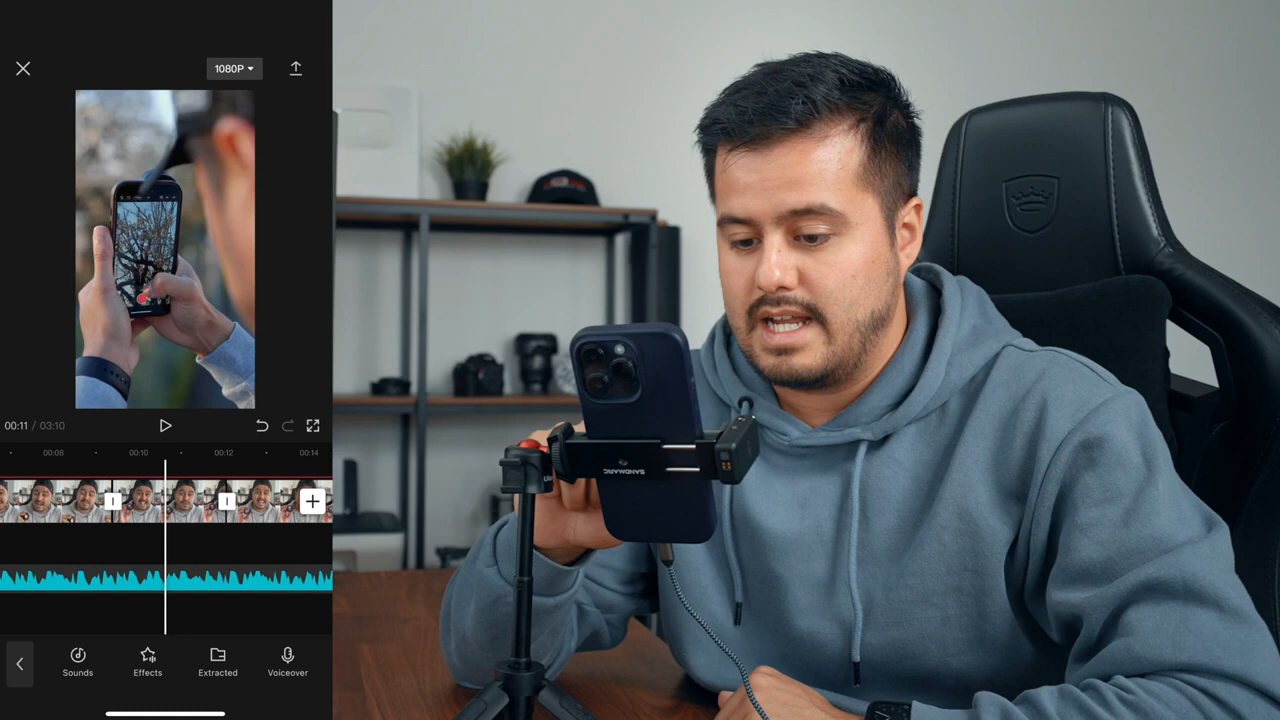 1080P
00:11 / 03:10
00:08
00:10
00:12
00:14
Sounds
Effects
Extracted
Voiceover
SANDMARC